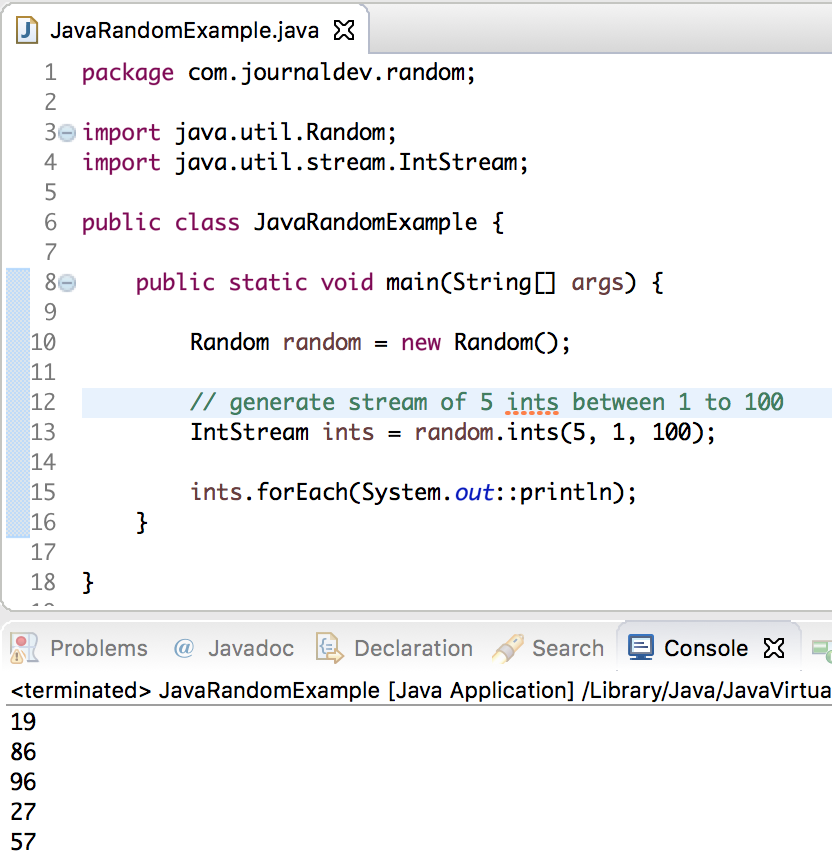 JavaRandomExample.java
1 package com.journaldev.random;
2
3 import java.util.Random;
4 import java.util.stream.IntStream;
5
6 public class JavaRandomExample {
7
8     public static void main(String[] args) {
9
10         Random random = new Random();
11
12         // generate stream of 5 ints between 1 to 100
13         IntStream ints = random.ints(5, 1, 100);
14
15         ints.forEach(System.out::println);
16     }
17
18 }
Problems @ Javadoc Declaration Search Console
<terminated> JavaRandomExample [Java Application] /Library/Java/JavaVirtua
19
86
96
27
57